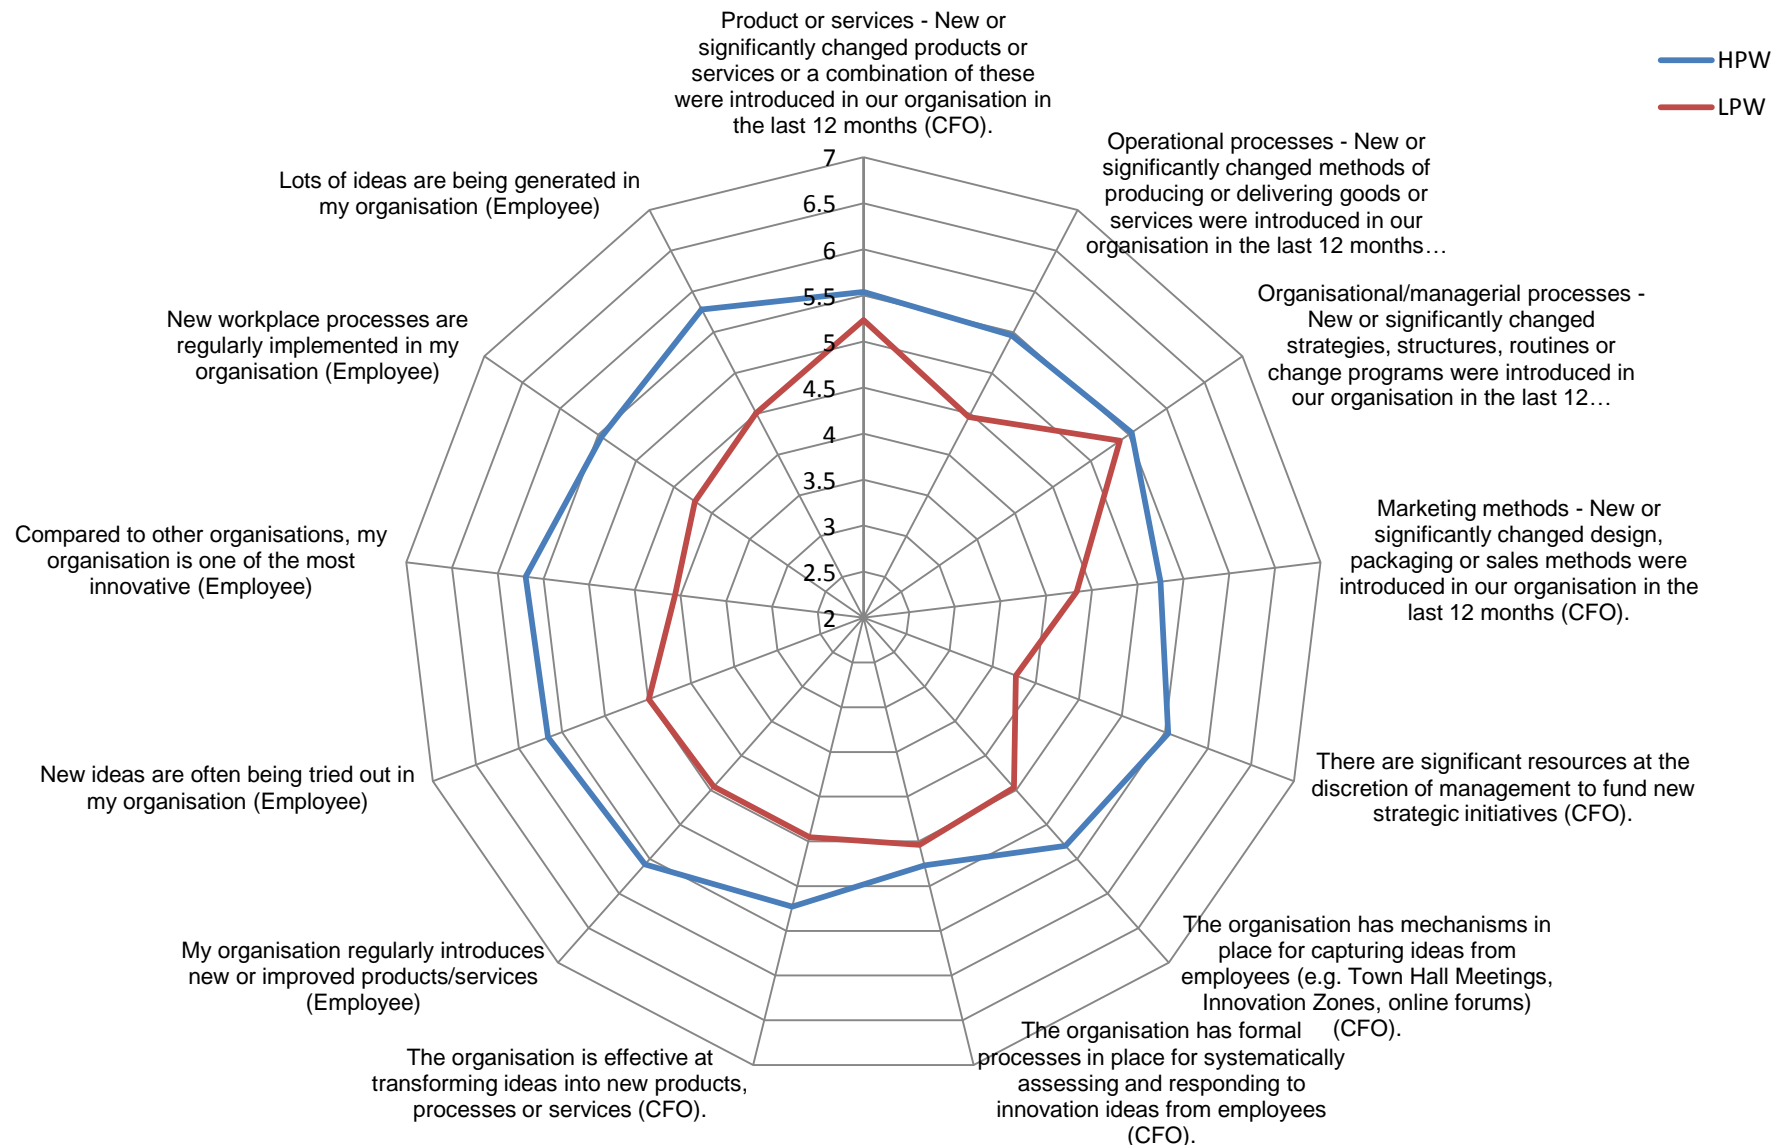 Product or services - New or
significantly changed products or
services or a combination of these
were introduced in our organisation in
the last 12 months (CFO).
HPW
LPW
Operational processes - New or
significantly changed methods of
producing or delivering goods or
services were introduced in our
organisation in the last 12 months…
Organisational/managerial processes -
New or significantly changed
strategies, structures, routines or
change programs were introduced in
our organisation in the last 12…
Marketing methods - New or
significantly changed design,
packaging or sales methods were
introduced in our organisation in the
last 12 months (CFO).
There are significant resources at the
discretion of management to fund new
strategic initiatives (CFO).
The organisation has mechanisms in
place for capturing ideas from
employees (e.g. Town Hall Meetings,
Innovation Zones, online forums)
(CFO).
The organisation has formal
processes in place for systematically
assessing and responding to
innovation ideas from employees
(CFO).
The organisation is effective at
transforming ideas into new products,
processes or services (CFO).
My organisation regularly introduces
new or improved products/services
(Employee)
New ideas are often being tried out in
my organisation (Employee)
Compared to other organisations, my
organisation is one of the most
innovative (Employee)
New workplace processes are
regularly implemented in my
organisation (Employee)
Lots of ideas are being generated in
my organisation (Employee)
7
6.5
6
5.5
5
4.5
4
3.5
3
2.5
2